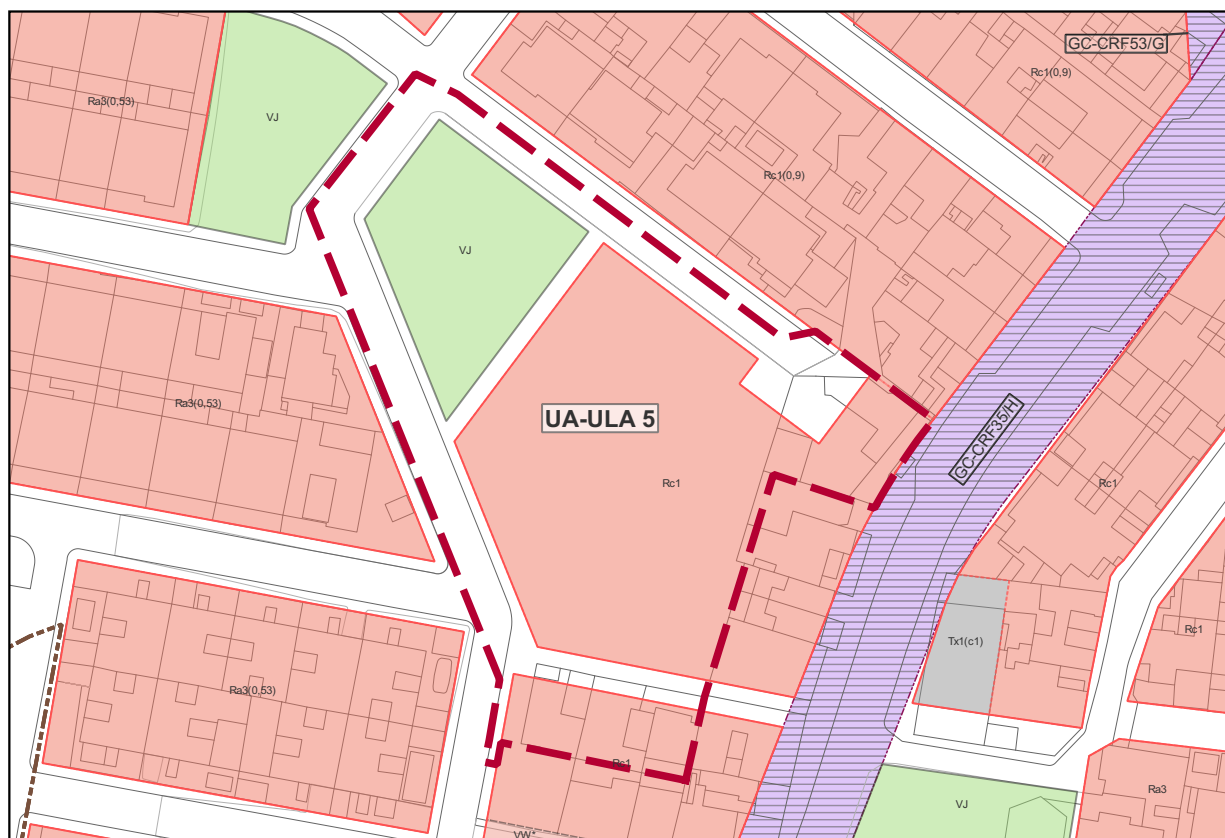 GC-CRF53/G
Rc1(0,9)
Ra3(0,53)
VJ
Rc1(0,9)
VJ
Ra3(0,53)
UA-ULA 5
GC-CRF35/H
Rc1
Rc1
Rc1
Tx1(c1)
Ra3(0,53)
Rc1
Ra3
VJ
VW*